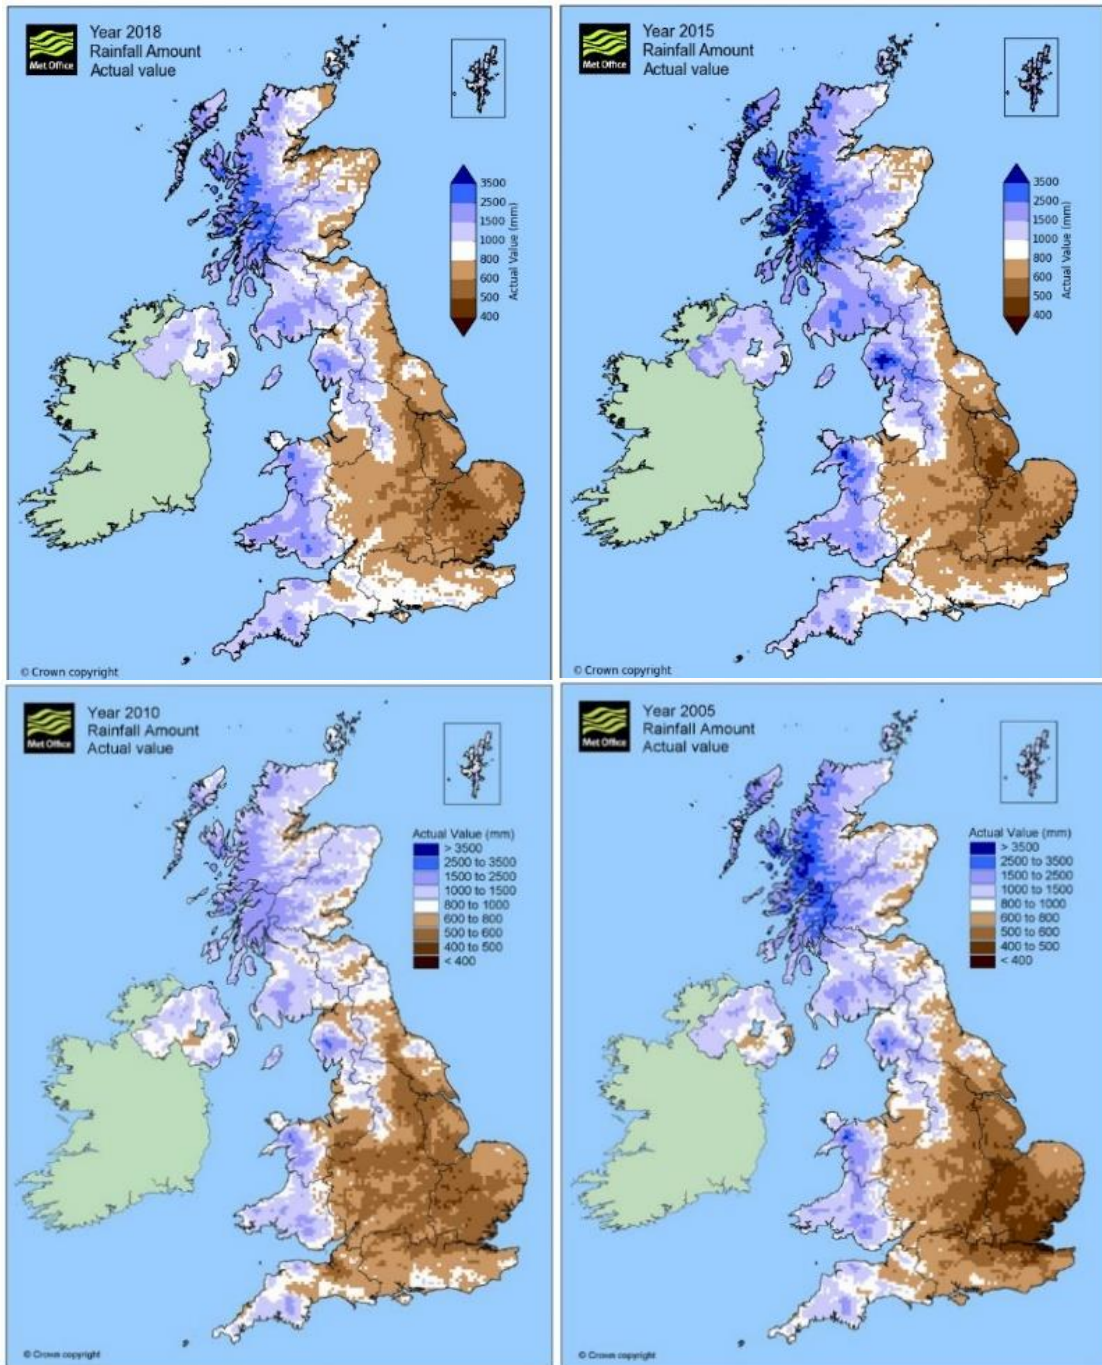 Met Office
Year 2018
Rainfall Amount
Actual value
3500
2500
1500
1000
800
600
500
400
Actual Value (mm)
© Crown copyright
Met Office
Year 2015
Rainfall Amount
Actual value
3500
2500
1500
1000
800
600
500
400
Actual Value (mm)
© Crown copyright
Met Office
Year 2010
Rainfall Amount
Actual value
Actual Value (mm)
> 3500
2500 to 3500
1500 to 2500
1000 to 1500
800 to 1000
600 to 800
500 to 600
400 to 500
< 400
© Crown copyright
Met Office
Year 2005
Rainfall Amount
Actual value
Actual Value (mm)
> 3500
2500 to 3500
1500 to 2500
1000 to 1500
800 to 1000
600 to 800
500 to 600
400 to 500
< 400
© Crown copyright